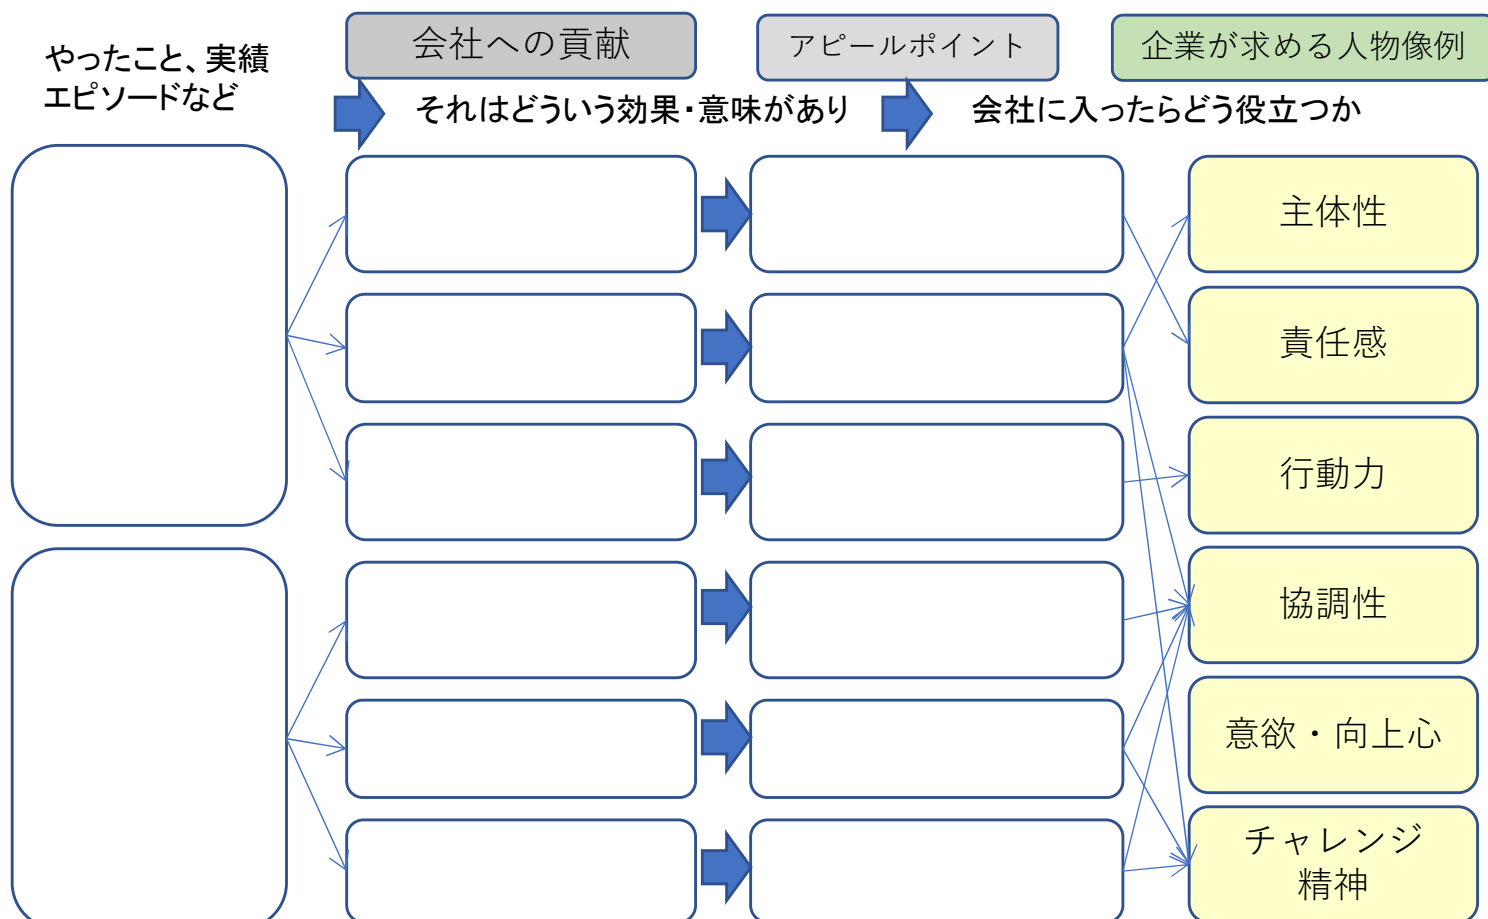 やったこと、実績
エピソードなど
会社への貢献
アピールポイント
企業が求める人物像例
それはどういう効果・意味があり
会社に入ったらどう役立つか
主体性
責任感
行動力
協調性
意欲・向上心
チャレンジ
精神